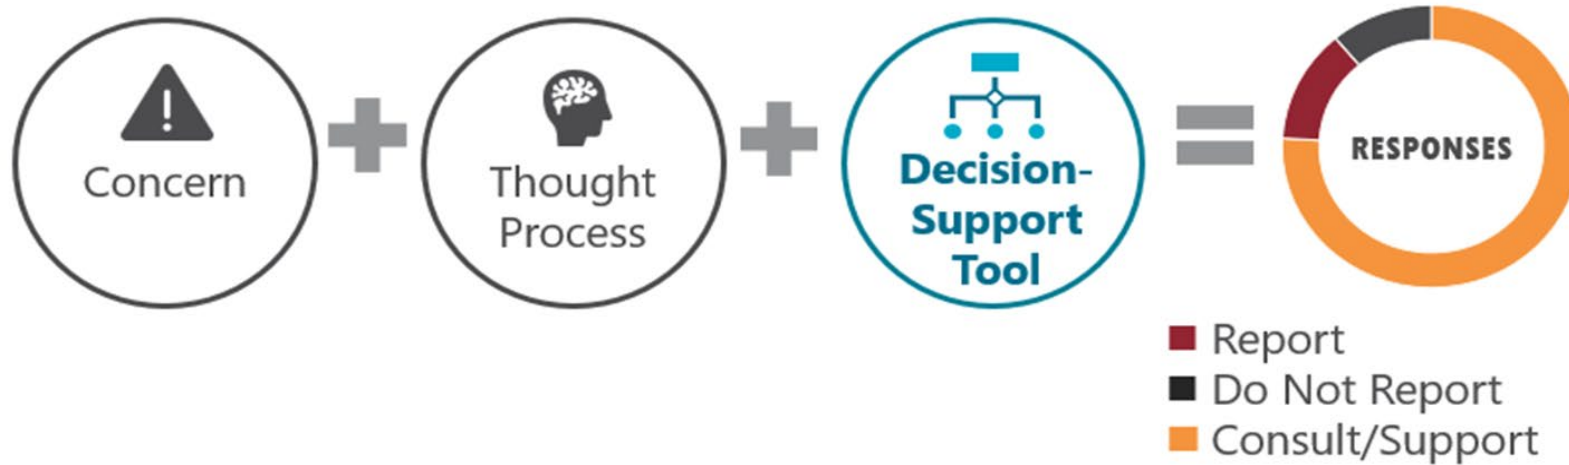 Concern
Thought
Process
Decision-
Support
Tool
RESPONSES
Report
Do Not Report
Consult/Support